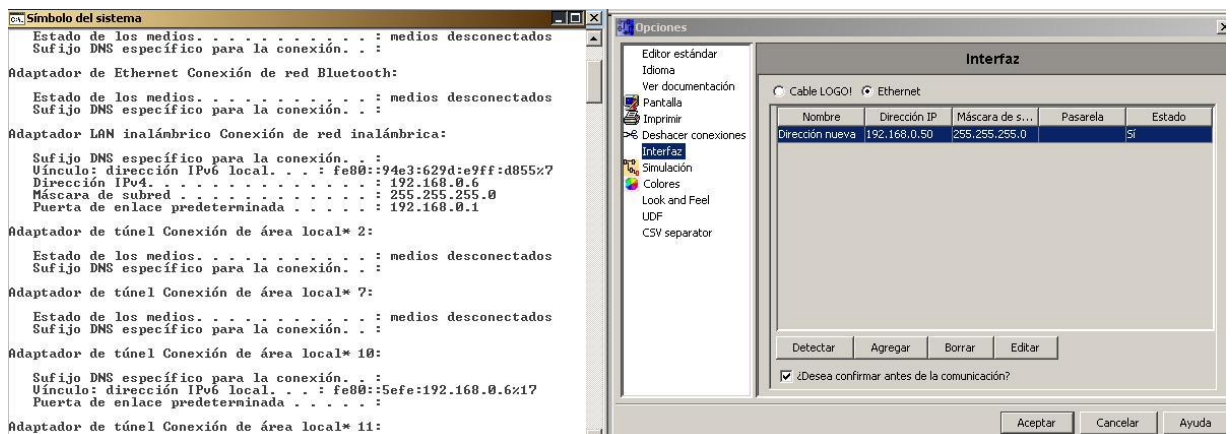 Símbolo del sistema
Estado de los medios. . . . . . . . . . . : medios desconectados
Sufijo DNS específico para la conexión. . :
Adaptador de Ethernet Conexión de red Bluetooth:
Estado de los medios. . . . . . . . . . . : medios desconectados
Sufijo DNS específico para la conexión. . :
Adaptador LAN inalámbrico Conexión de red inalámbrica:
Sufijo DNS específico para la conexión. . :
Vínculo: dirección IPv6 local. . . : fe80::94e3:629d:e9ff:d855%7
Dirección IPv4. . . . . . . . . . . . . . : 192.168.0.6
Máscara de subred . . . . . . . . . . . . : 255.255.255.0
Puerta de enlace predeterminada . . . . . : 192.168.0.1
Adaptador de túnel Conexión de área local* 2:
Estado de los medios. . . . . . . . . . . : medios desconectados
Sufijo DNS específico para la conexión. . :
Adaptador de túnel Conexión de área local* 7:
Estado de los medios. . . . . . . . . . . : medios desconectados
Sufijo DNS específico para la conexión. . :
Adaptador de túnel Conexión de área local* 10:
Sufijo DNS específico para la conexión. . :
Vínculo: dirección IPv6 local. . . : fe80::5efe:192.168.0.6%17
Puerta de enlace predeterminada . . . . . :
Adaptador de túnel Conexión de área local* 11:
Opciones
Editor estándar
Idioma
Ver documentación
Pantalla
Imprimir
Deshacer conexiones
Interfaz
Simulación
Colores
Look and Feel
UDF
CSV separator
Interfaz
Cable LOGO! Ethernet
Nombre Dirección IP Máscara de s... Pasarela Estado
Dirección nueva 192.168.0.50 255.255.255.0 Sí
Detectar Agregar Borrar Editar
¿Desea confirmar antes de la comunicación?
Aceptar Cancelar Ayuda